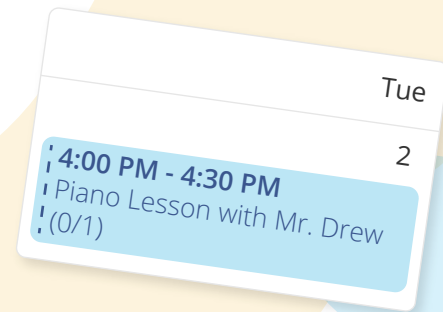 Tue
2
4:00 PM - 4:30 PM
Piano Lesson with Mr. Drew
(0/1)